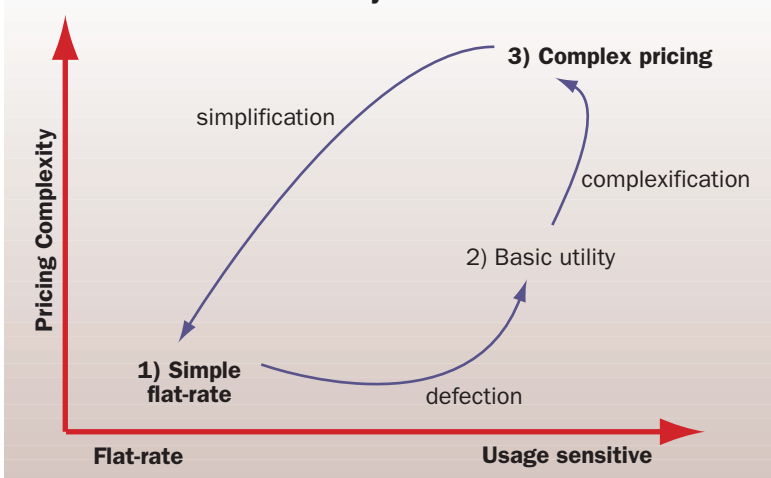 3) Complex pricing
simplification
complexification
Pricing Complexity
2) Basic utility
1) Simple
flat-rate
defection
Flat-rate
Usage sensitive